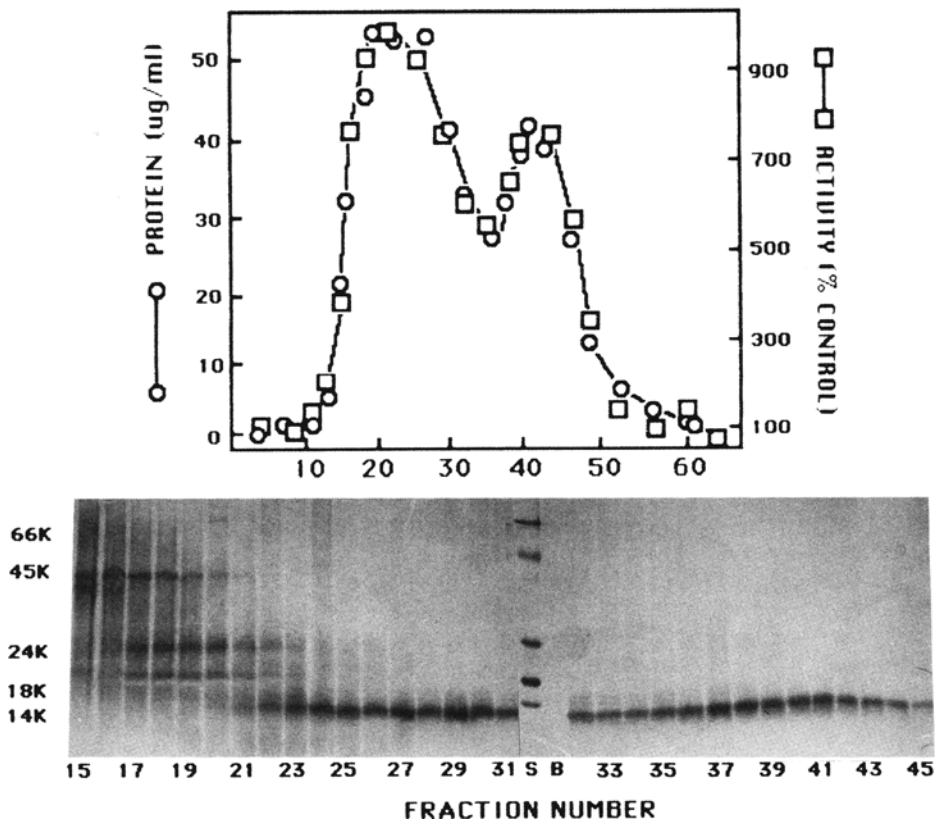 PROTEIN (ug/ml)
50
40
30
20
10
0
900
700
500
300
100
ACTIVITY (% CONTROL)
10 20 30 40 50 60
66K
45K
24K
18K
14K
15 17 19 21 23 25 27 29 31 S B 33 35 37 39 41 43 45
FRACTION NUMBER